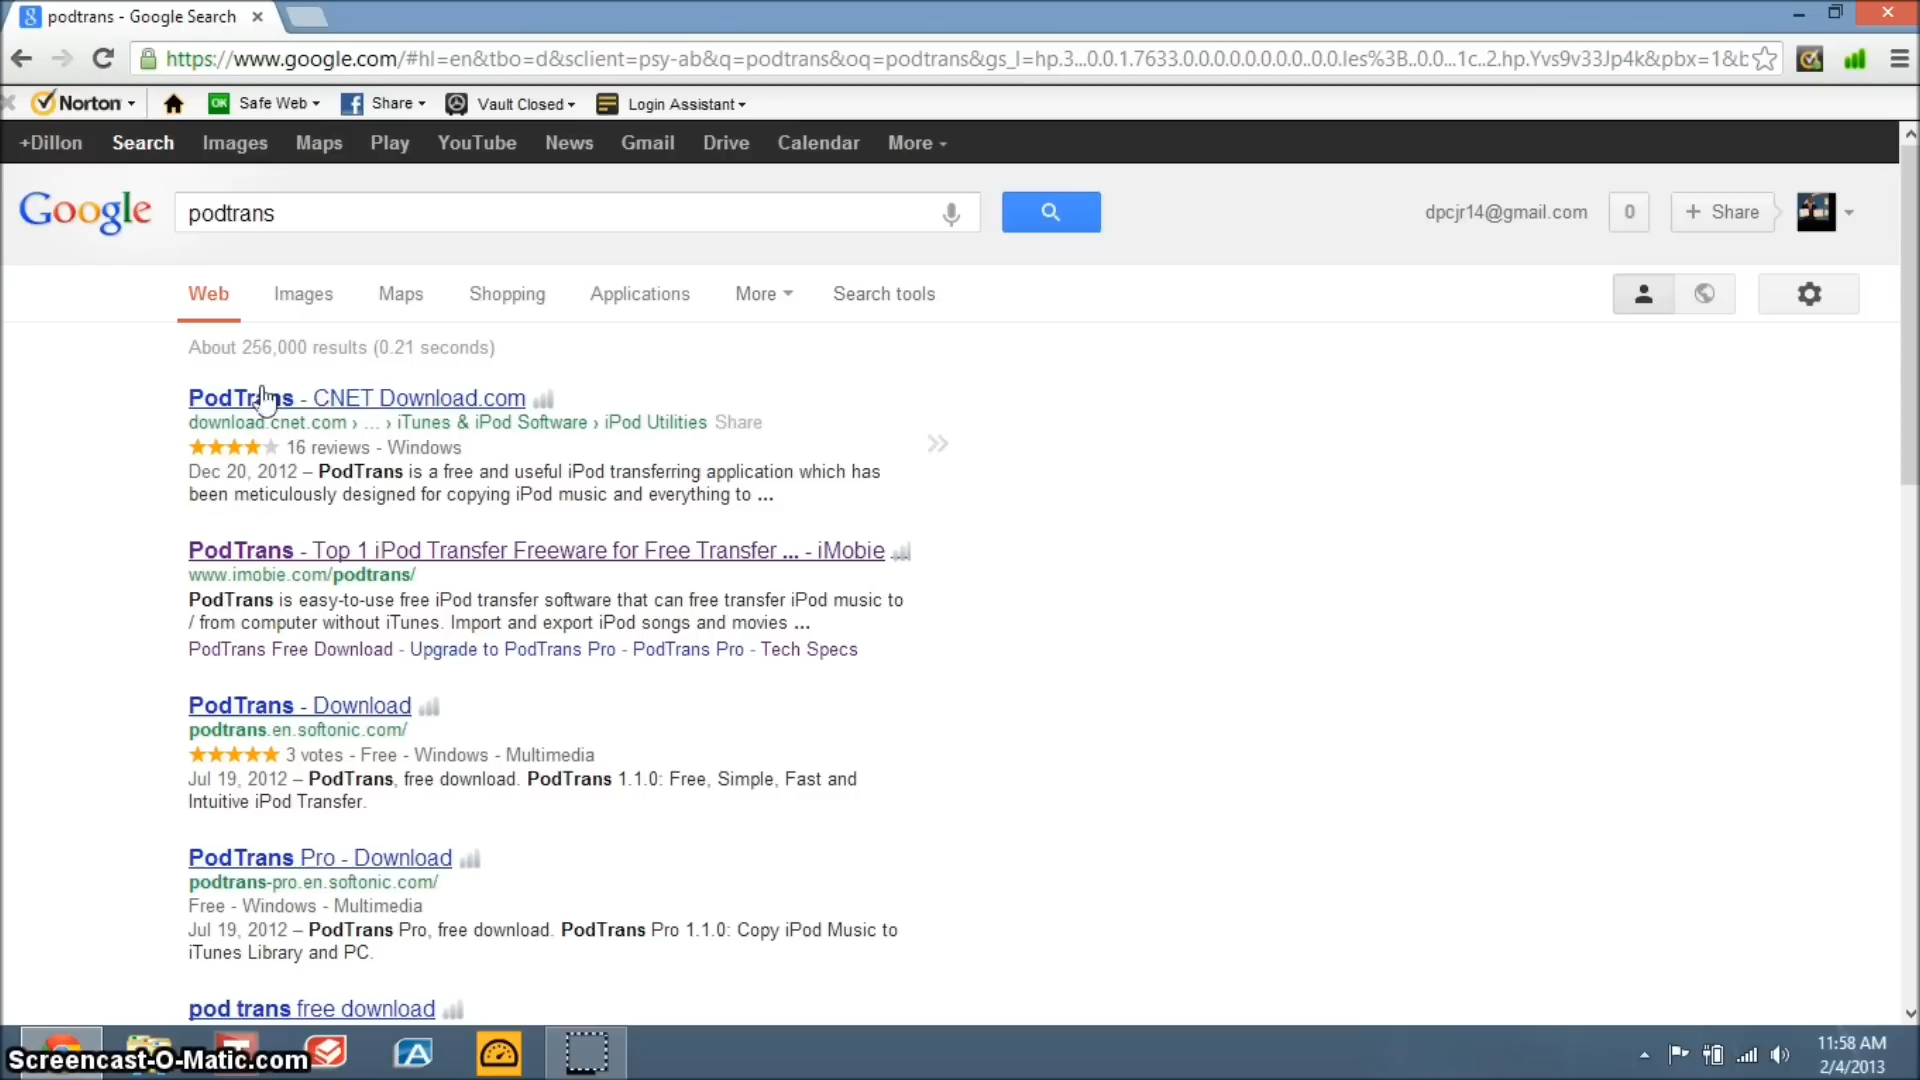 podtrans - Google Search
https://www.google.com/#hl=en&tbo=d&sclient=psy-ab&q=podtrans&oq=podtrans&gs_l=hp.3...0.0.1.7633.0.0.0.0.0.0.0.0..0.0.les%3B..0.0...1c..2.hp.Yvs9v33Jp4k&pbx=1&b
Norton Safe Web Share Vault Closed Login Assistant
OK
+Dillon Search Images Maps Play YouTube News Gmail Drive Calendar More
Google podtrans dpcjr14@gmail.com 0 + Share
Web Images Maps Shopping Applications More Search tools
About 256,000 results (0.21 seconds)
PodTrans - CNET Download.com
download.cnet.com › ... › iTunes & iPod Software › iPod Utilities Share
16 reviews - Windows
Dec 20, 2012 – PodTrans is a free and useful iPod transferring application which has
been meticulously designed for copying iPod music and everything to ...
PodTrans - Top 1 iPod Transfer Freeware for Free Transfer ... - iMobie
www.imobie.com/podtrans/
PodTrans is easy-to-use free iPod transfer software that can free transfer iPod music to
/ from computer without iTunes. Import and export iPod songs and movies ...
PodTrans Free Download - Upgrade to PodTrans Pro - PodTrans Pro - Tech Specs
PodTrans - Download
podtrans.en.softonic.com/
3 votes - Free - Windows - Multimedia
Jul 19, 2012 – PodTrans, free download. PodTrans 1.1.0: Free, Simple, Fast and
Intuitive iPod Transfer.
PodTrans Pro - Download
podtrans-pro.en.softonic.com/
Free - Windows - Multimedia
Jul 19, 2012 – PodTrans Pro, free download. PodTrans Pro 1.1.0: Copy iPod Music to
iTunes Library and PC.
pod trans free download
Screencast-O-Matic.com
11:58 AM
2/4/2013